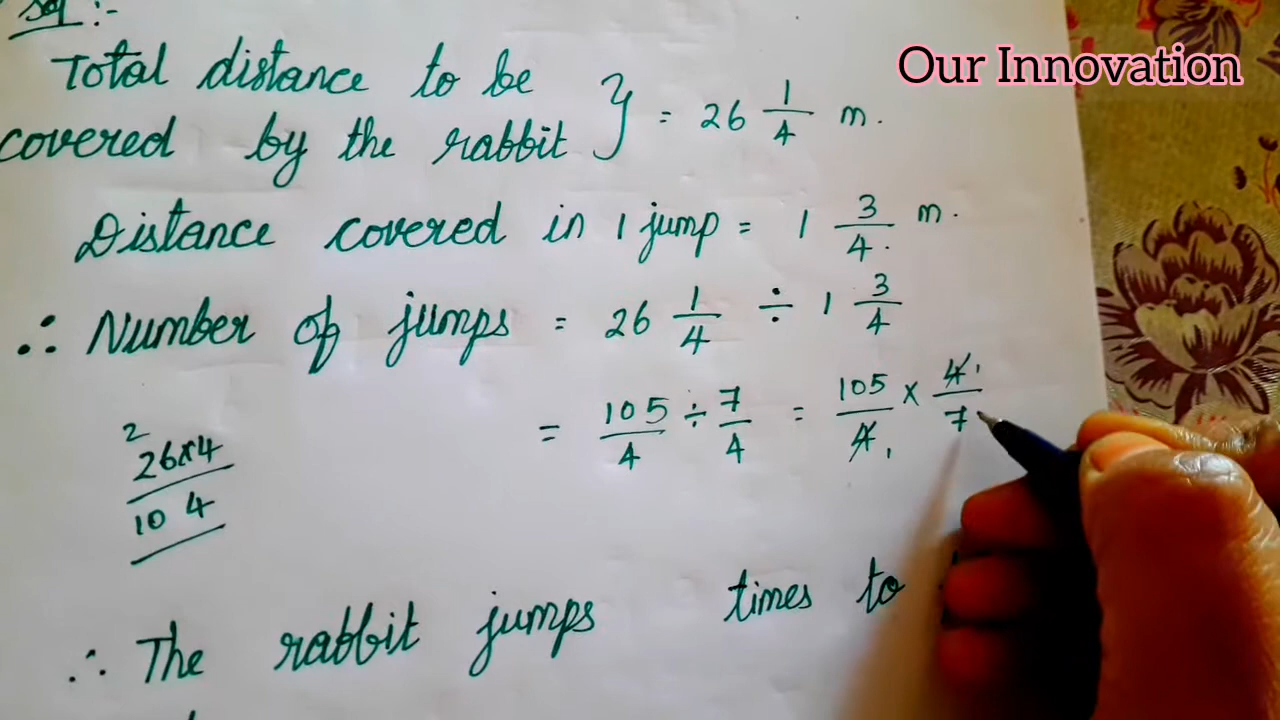 Sol :-
Our Innovation
Total distance to be
covered by the rabbit } = 26 1/4 m.
Distance covered in 1 jump = 1 3/4 m.
∴ Number of jumps = 26 1/4 ÷ 1 3/4
= 105/4 ÷ 7/4 = 105/4 1 × 4 1/7
2
26×4
104
∴ The rabbit jumps times to